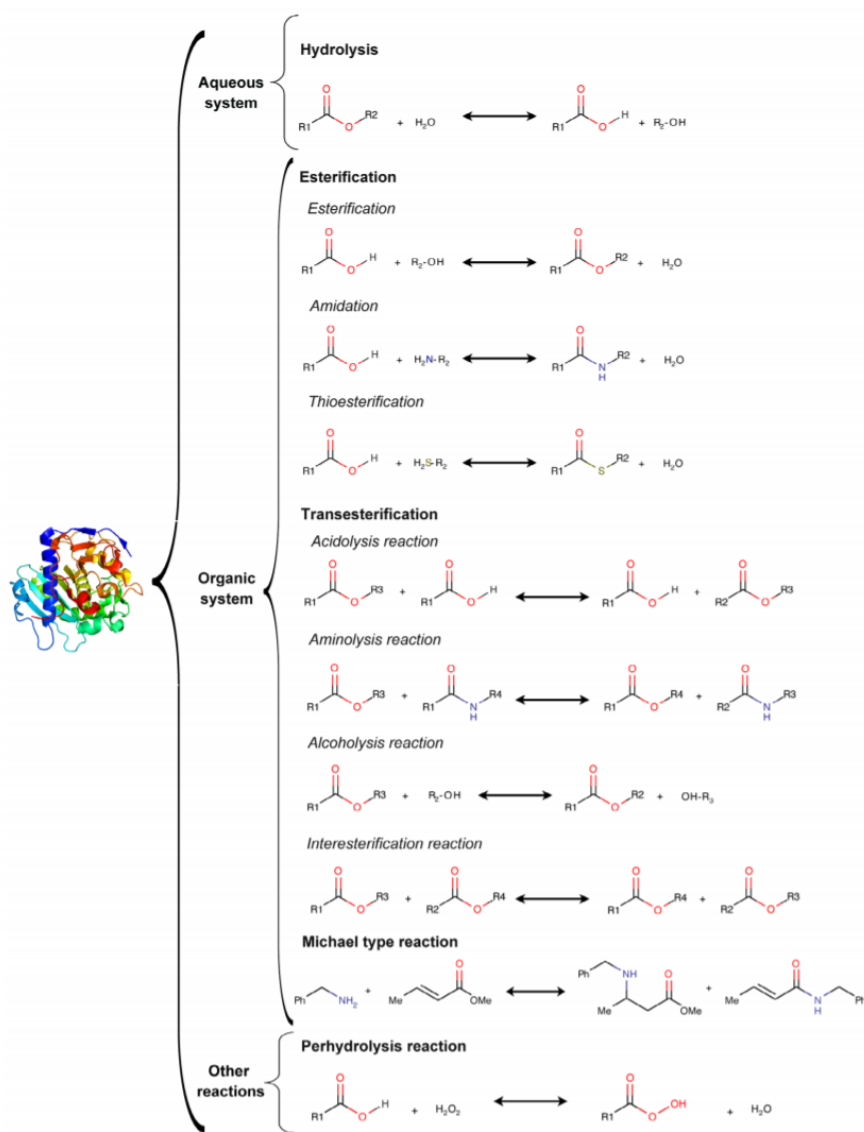 Hydrolysis
Aqueous system
O
R1 O R2 + H2O R1 O H + R2-OH
O
Esterification
Esterification
O O
R1 O H + R2-OH R1 O R2 + H2O
Amidation
O O
R1 O H + H2N-R2 R1 N H R2 + H2O
Thioesterification
O O
R1 O H + H2S-R2 R1 S R2 + H2O
Transesterification
Organic system
Acidolysis reaction
O O O O
R1 O R3 + R1 O H R1 O H + R2 O R3
Aminolysis reaction
O O O O
R1 O R3 + R1 N H R4 R1 O R4 + R2 N H R3
Alcoholysis reaction
O O
R1 O R3 + R2-OH R1 O R2 + OH-R3
Interesterification reaction
O O O O
R1 O R3 + R2 O R4 R1 O R4 + R2 O R3
Michael type reaction
Ph NH2 + Me O OMe Ph NH Me O OMe + Me O N H Ph
Other reactions
Perhydrolysis reaction
O O
R1 O H + H2O2 R1 O OH + H2O